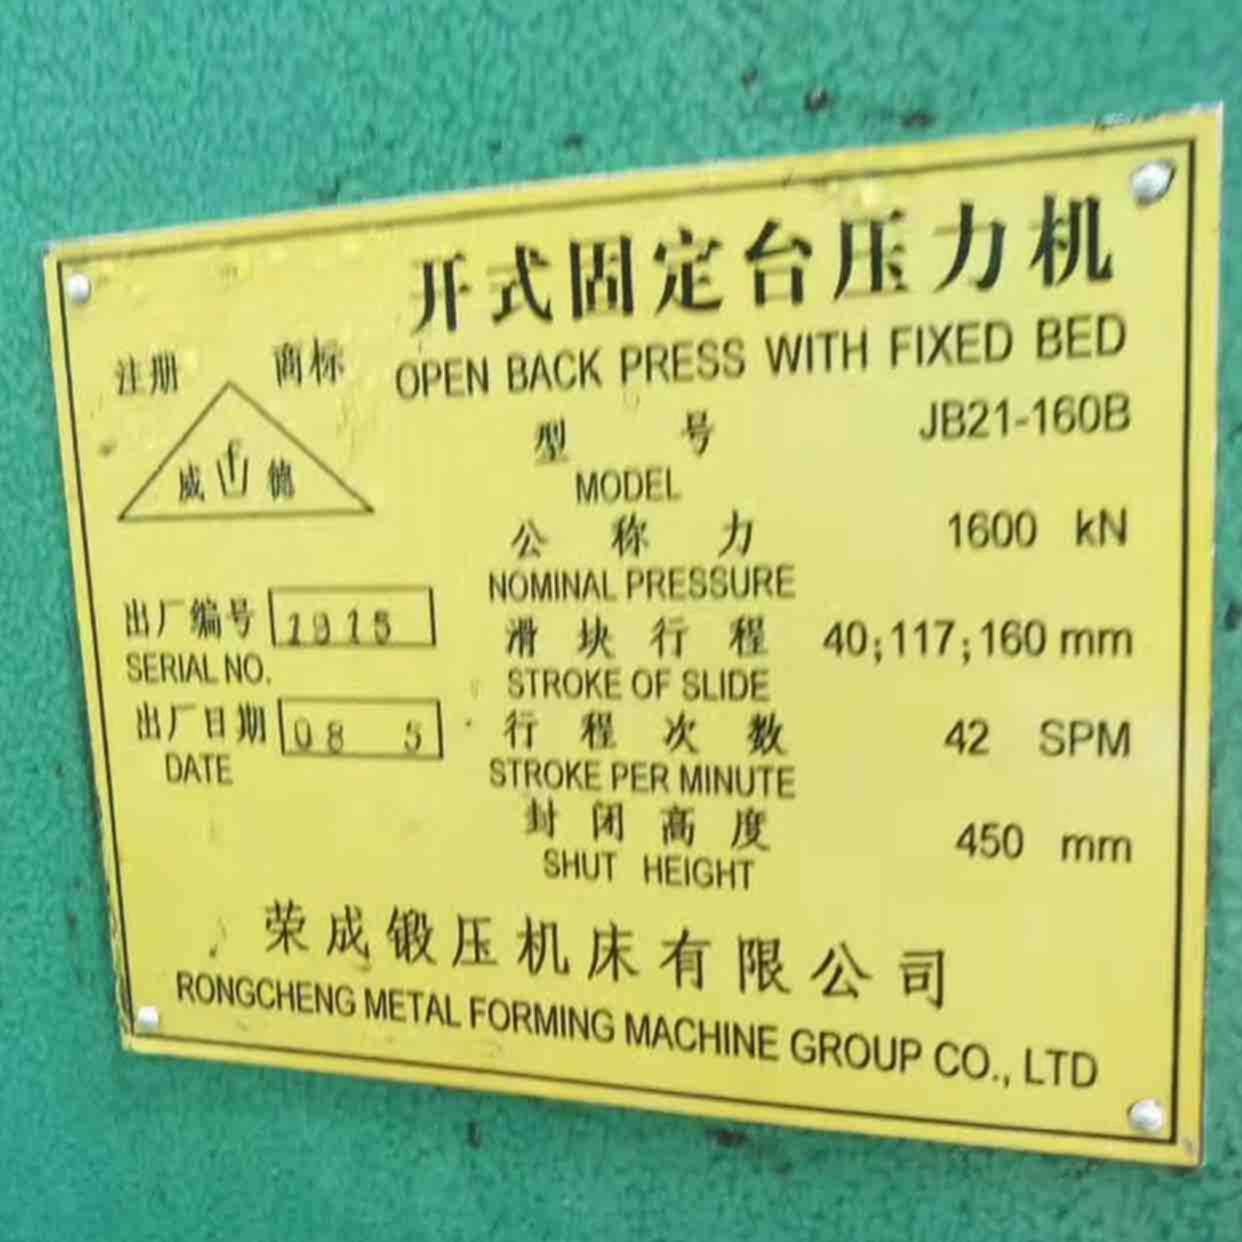 开式固定台压力机
OPEN BACK PRESS WITH FIXED BED
注册 商标
威 德
型号 JB21-160B
MODEL
公称力 1600 kN
NOMINAL PRESSURE
出厂编号 1915
SERIAL NO.
滑块行程 40;117;160 mm
STROKE OF SLIDE
出厂日期 08 5
DATE
行程次数 42 SPM
STROKE PER MINUTE
封闭高度 450 mm
SHUT HEIGHT
荣成锻压机床有限公司
RONGCHENG METAL FORMING MACHINE GROUP CO., LTD